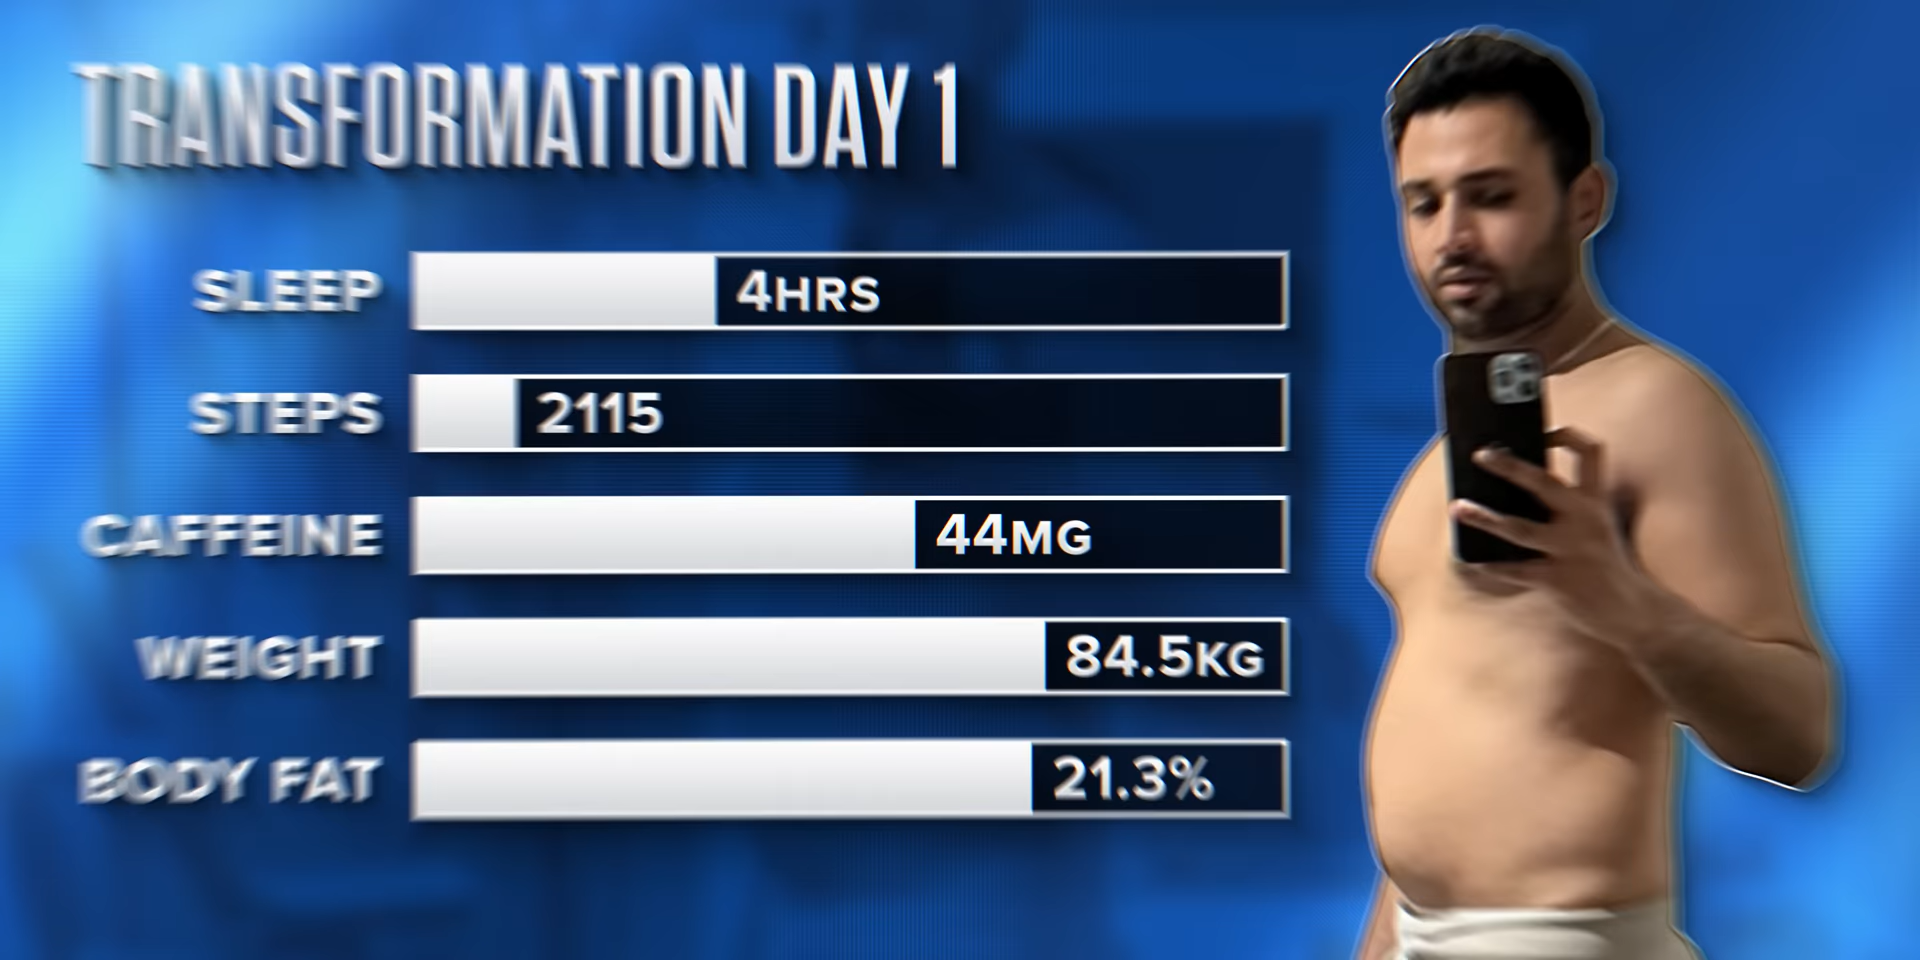 TRANSFORMATION DAY 1
SLEEP 4HRS
STEPS 2115
CAFFEINE 44MG
WEIGHT 84.5KG
BODY FAT 21.3%